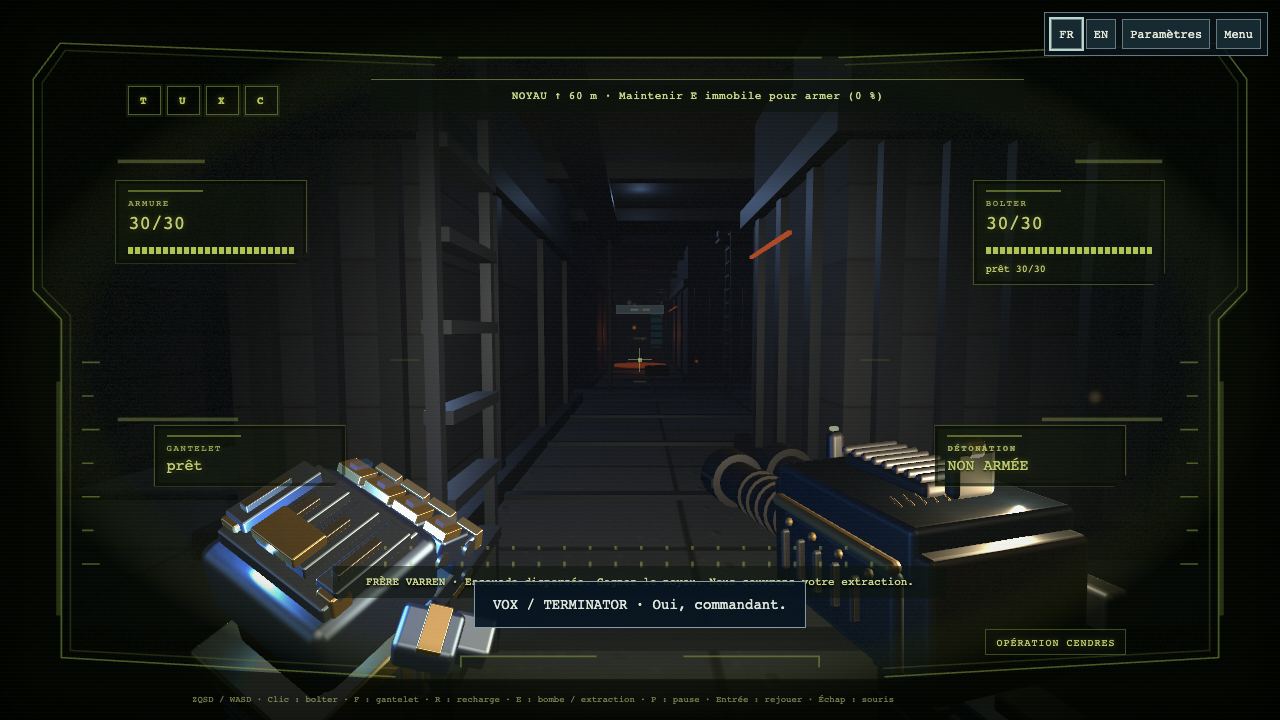 FR EN Paramètres Menu
T U X C
NOYAU ↑ 60 m · Maintenir E immobile pour armer (0 %)
ARMURE
30/30
BOLTER
30/30
prêt 30/30
GANTELET
prêt
DÉTONATION
NON ARMÉE
FRÈRE VARREN · votre extraction.
VOX / TERMINATOR · Oui, commandant.
OPÉRATION CENDRES
ZQSD / WASD · Clic : bolter · F : gantelet · R : recharge · E : bombe / extraction · P : pause · Entrée : rejouer · Échap : souris